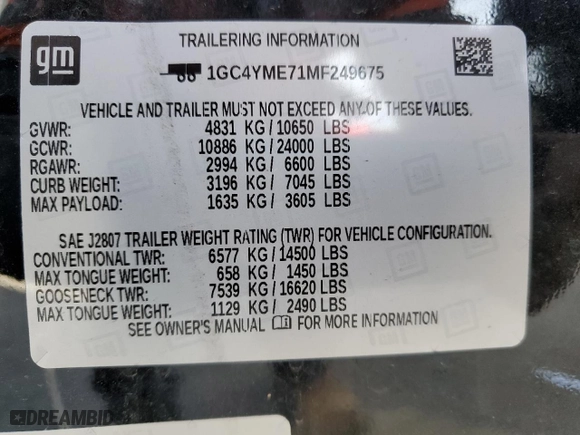 gm
TRAILERING INFORMATION
1GC4YME71MF249675
VEHICLE AND TRAILER MUST NOT EXCEED ANY OF THESE VALUES.
GVWR: 4831 KG/10650 LBS
GCWR: 10886 KG/24000 LBS
RGAWR: 2994 KG/ 6600 LBS
CURB WEIGHT: 3196 KG/ 7045 LBS
MAX PAYLOAD: 1635 KG/ 3605 LBS
SAE J2807 TRAILER WEIGHT RATING (TWR) FOR VEHICLE CONFIGURATION.
CONVENTIONAL TWR: 6577 KG/14500 LBS
MAX TONGUE WEIGHT: 658 KG/ 1450 LBS
GOOSENECK TWR: 7539 KG/16620 LBS
MAX TONGUE WEIGHT: 1129 KG/ 2490 LBS
SEE OWNER'S MANUAL FOR MORE INFORMATION
DREAMBID